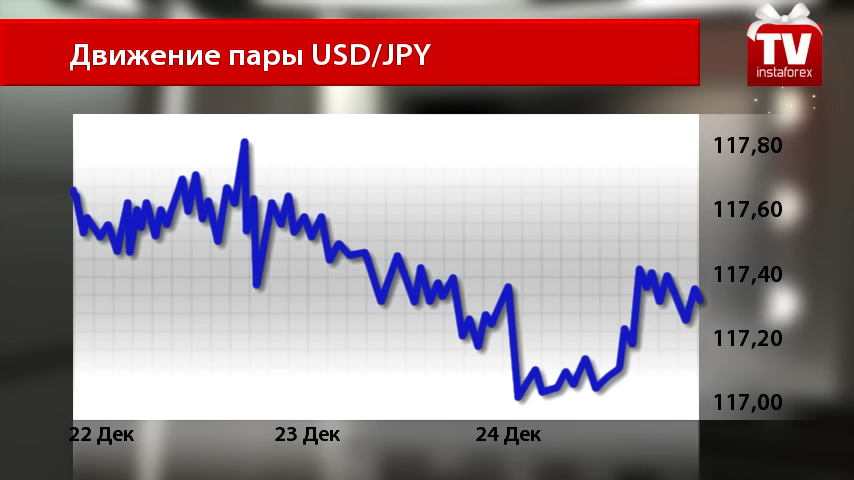 Движение пары USD/JPY
TV
instaforex
117,80
117,60
117,40
117,20
117,00
22 Дек
23 Дек
24 Дек